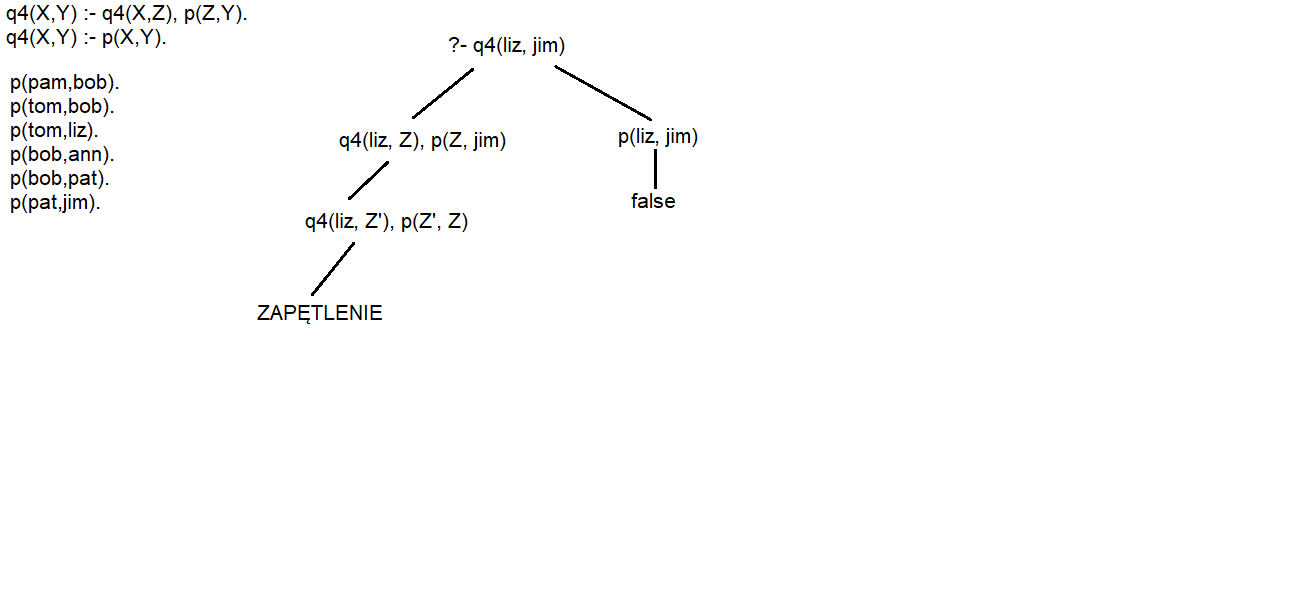 q4(X,Y) :- q4(X,Z), p(Z,Y).
q4(X,Y) :- p(X,Y).
p(pam,bob).
p(tom,bob).
p(tom,liz).
p(bob,ann).
p(bob,pat).
p(pat,jim).
?- q4(liz, jim)
q4(liz, Z), p(Z, jim)
p(liz, jim)
q4(liz, Z'), p(Z', Z)
false
ZAPĘTLENIE